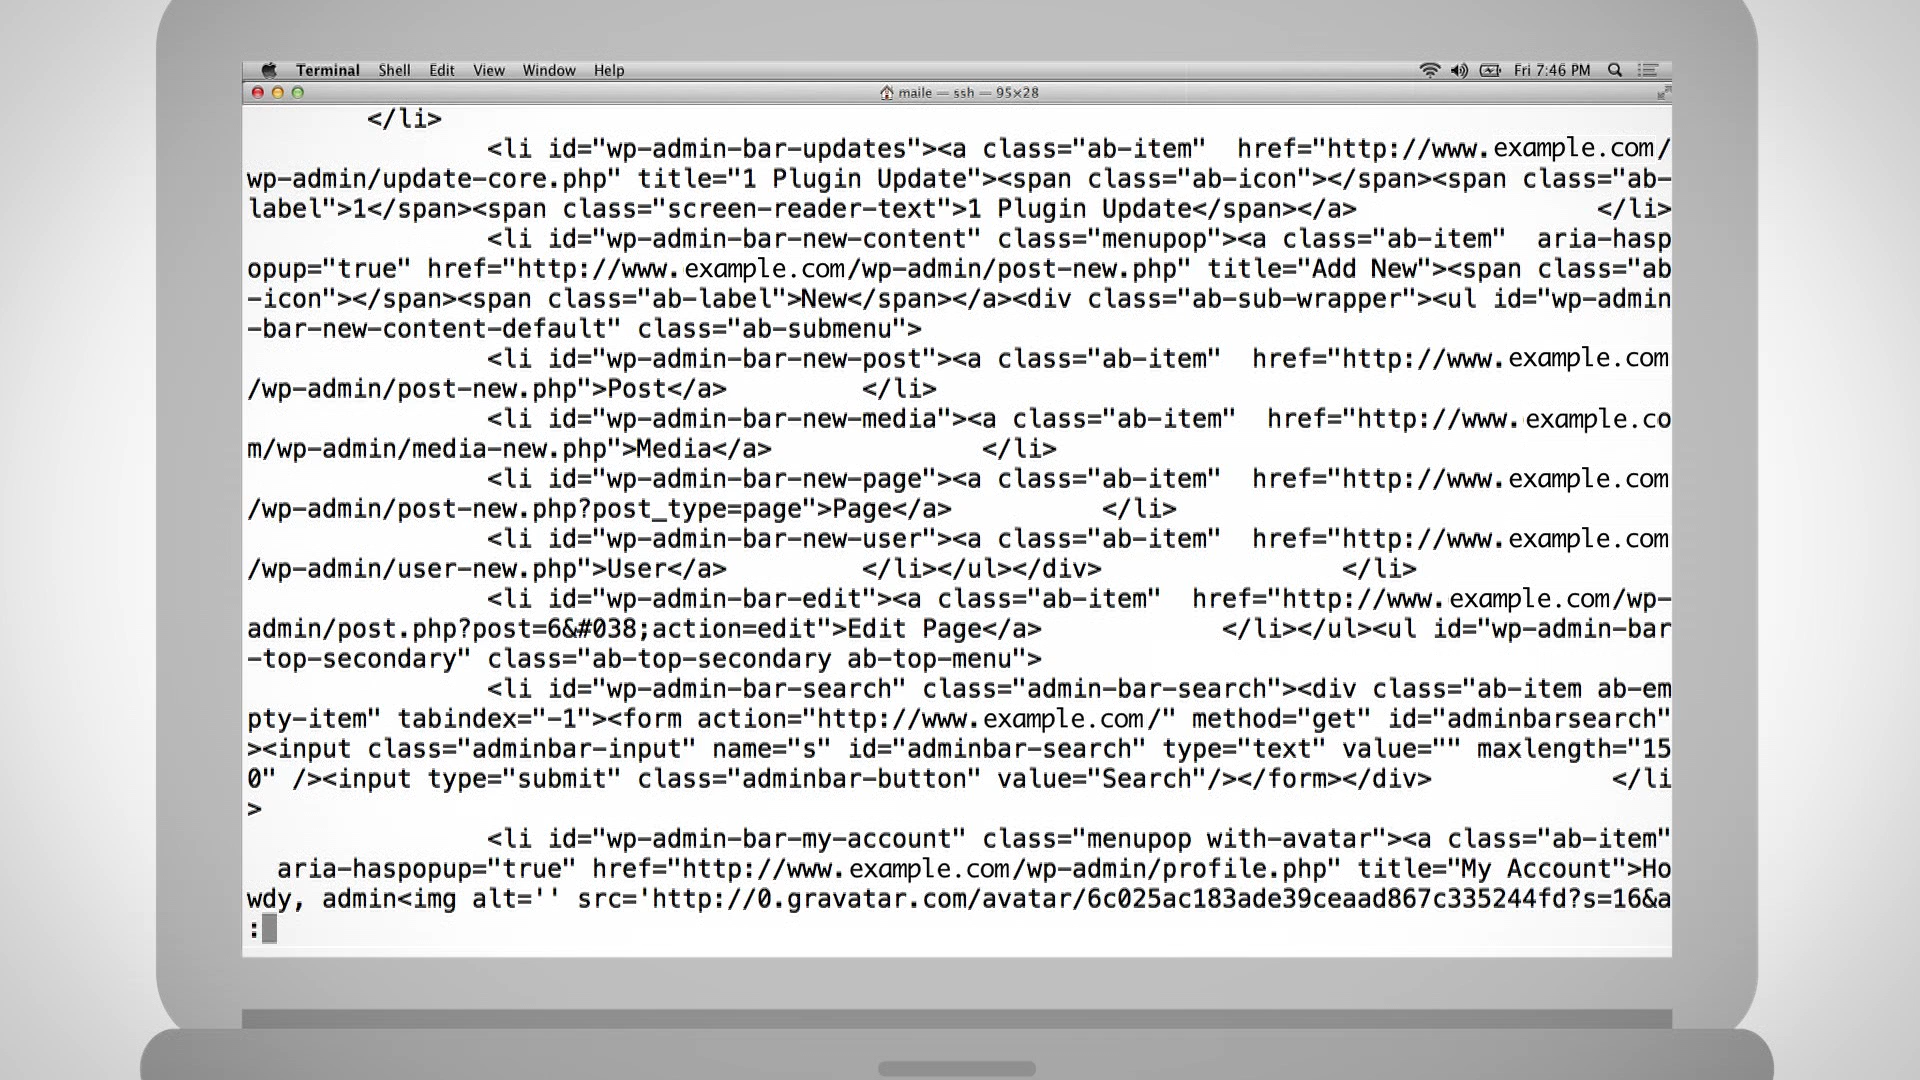 Terminal Shell Edit View Window Help Fri 7:46 PM
maile — ssh — 95×28
</li>
<li id="wp-admin-bar-updates"><a class="ab-item"  href="http://www.example.com/
wp-admin/update-core.php" title="1 Plugin Update"><span class="ab-icon"></span><span class="ab-
label">1</span><span class="screen-reader-text">1 Plugin Update</span></a>                </li>
<li id="wp-admin-bar-new-content" class="menupop"><a class="ab-item"  aria-hasp
opup="true" href="http://www.example.com/wp-admin/post-new.php" title="Add New"><span class="ab
-icon"></span><span class="ab-label">New</span></a><div class="ab-sub-wrapper"><ul id="wp-admin
-bar-new-content-default" class="ab-submenu">
<li id="wp-admin-bar-new-post"><a class="ab-item"  href="http://www.example.com
/wp-admin/post-new.php">Post</a>         </li>
<li id="wp-admin-bar-new-media"><a class="ab-item"  href="http://www.example.co
m/wp-admin/media-new.php">Media</a>              </li>
<li id="wp-admin-bar-new-page"><a class="ab-item"  href="http://www.example.com
/wp-admin/post-new.php?post_type=page">Page</a>          </li>
<li id="wp-admin-bar-new-user"><a class="ab-item"  href="http://www.example.com
/wp-admin/user-new.php">User</a>         </li></ul></div>                </li>
<li id="wp-admin-bar-edit"><a class="ab-item"  href="http://www.example.com/wp-
admin/post.php?post=6&#038;action=edit">Edit Page</a>            </li></ul><ul id="wp-admin-bar
-top-secondary" class="ab-top-secondary ab-top-menu">
<li id="wp-admin-bar-search" class="admin-bar-search"><div class="ab-item ab-em
pty-item" tabindex="-1"><form action="http://www.example.com/" method="get" id="adminbarsearch"
><input class="adminbar-input" name="s" id="adminbar-search" type="text" value="" maxlength="15
0" /><input type="submit" class="adminbar-button" value="Search"/></form></div>            </li
>
<li id="wp-admin-bar-my-account" class="menupop with-avatar"><a class="ab-item"
aria-haspopup="true" href="http://www.example.com/wp-admin/profile.php" title="My Account">Ho
wdy, admin<img alt='' src='http://0.gravatar.com/avatar/6c025ac183ade39ceaad867c335244fd?s=16&a
: